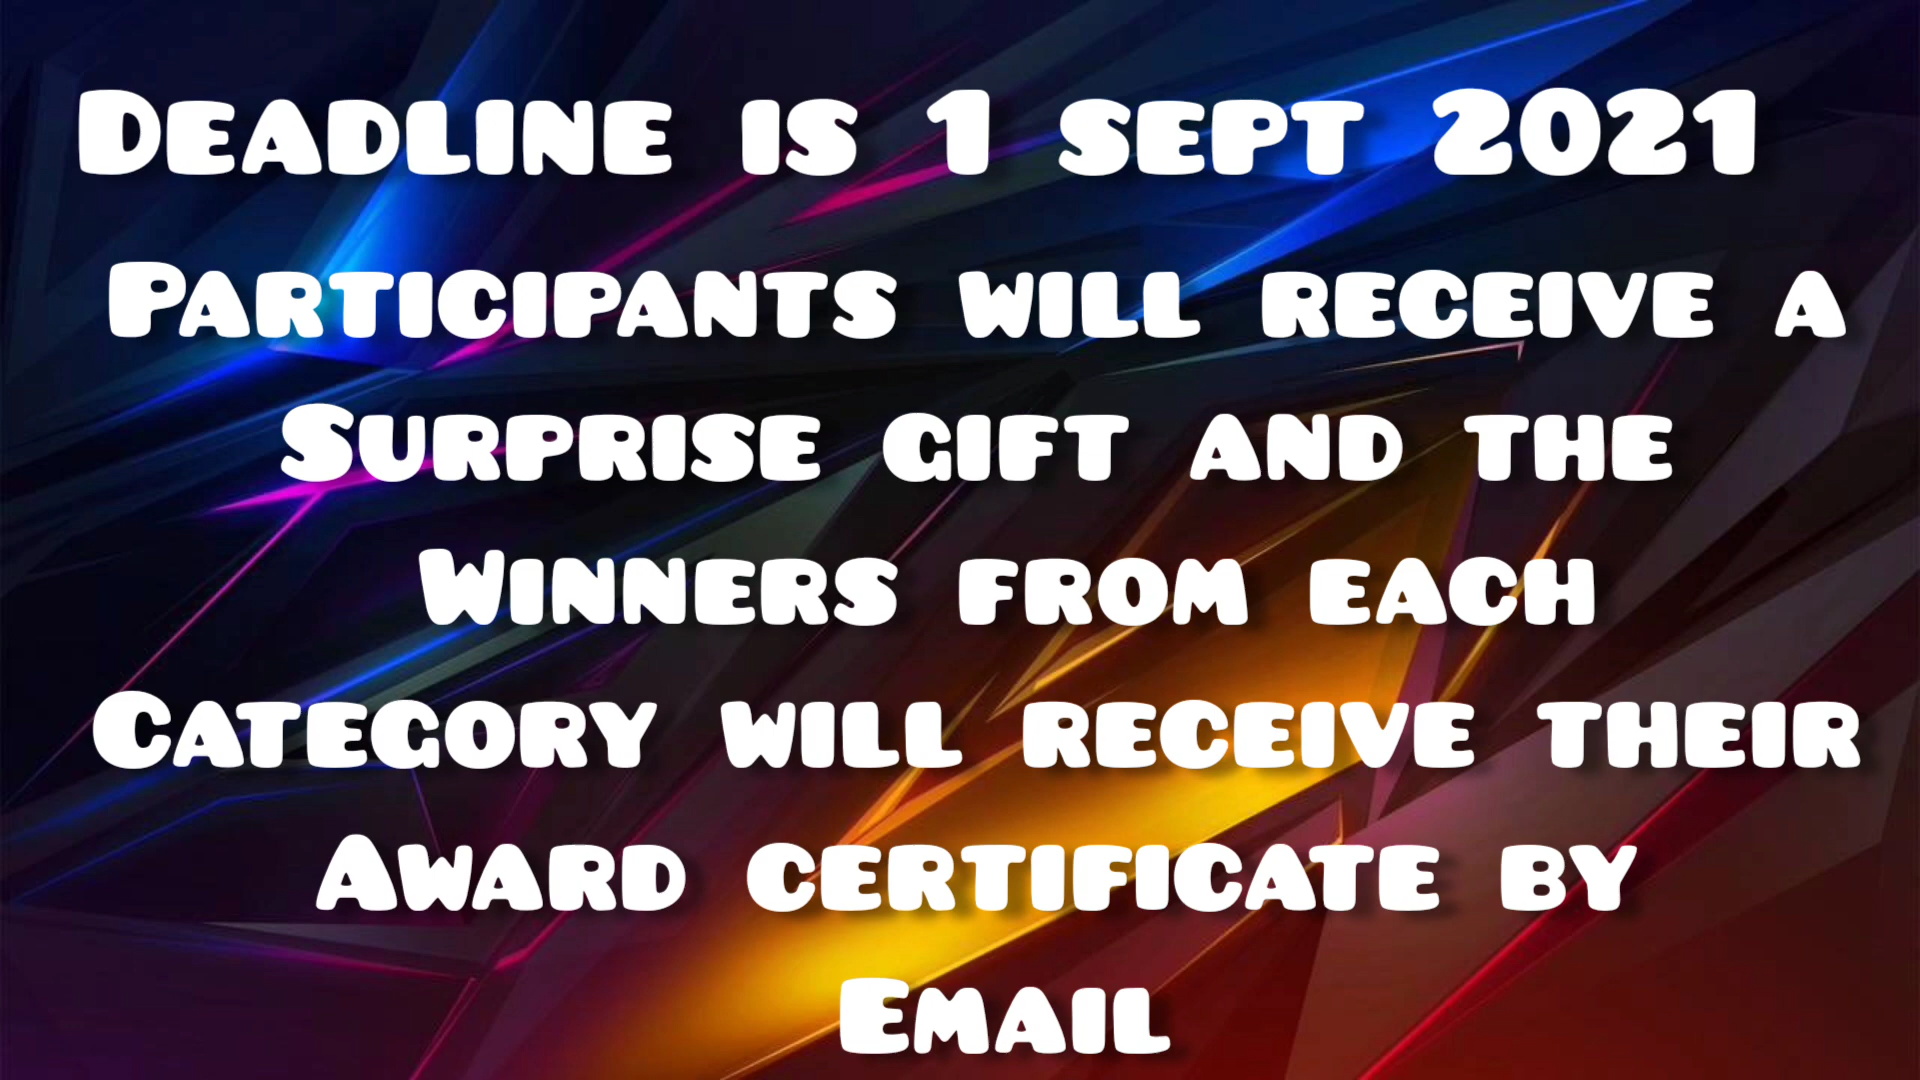 Deadline is 1 sept 2021
Participants will receive a
Surprise gift and the
Winners from each
Category will receive their
Award certificate by
Email